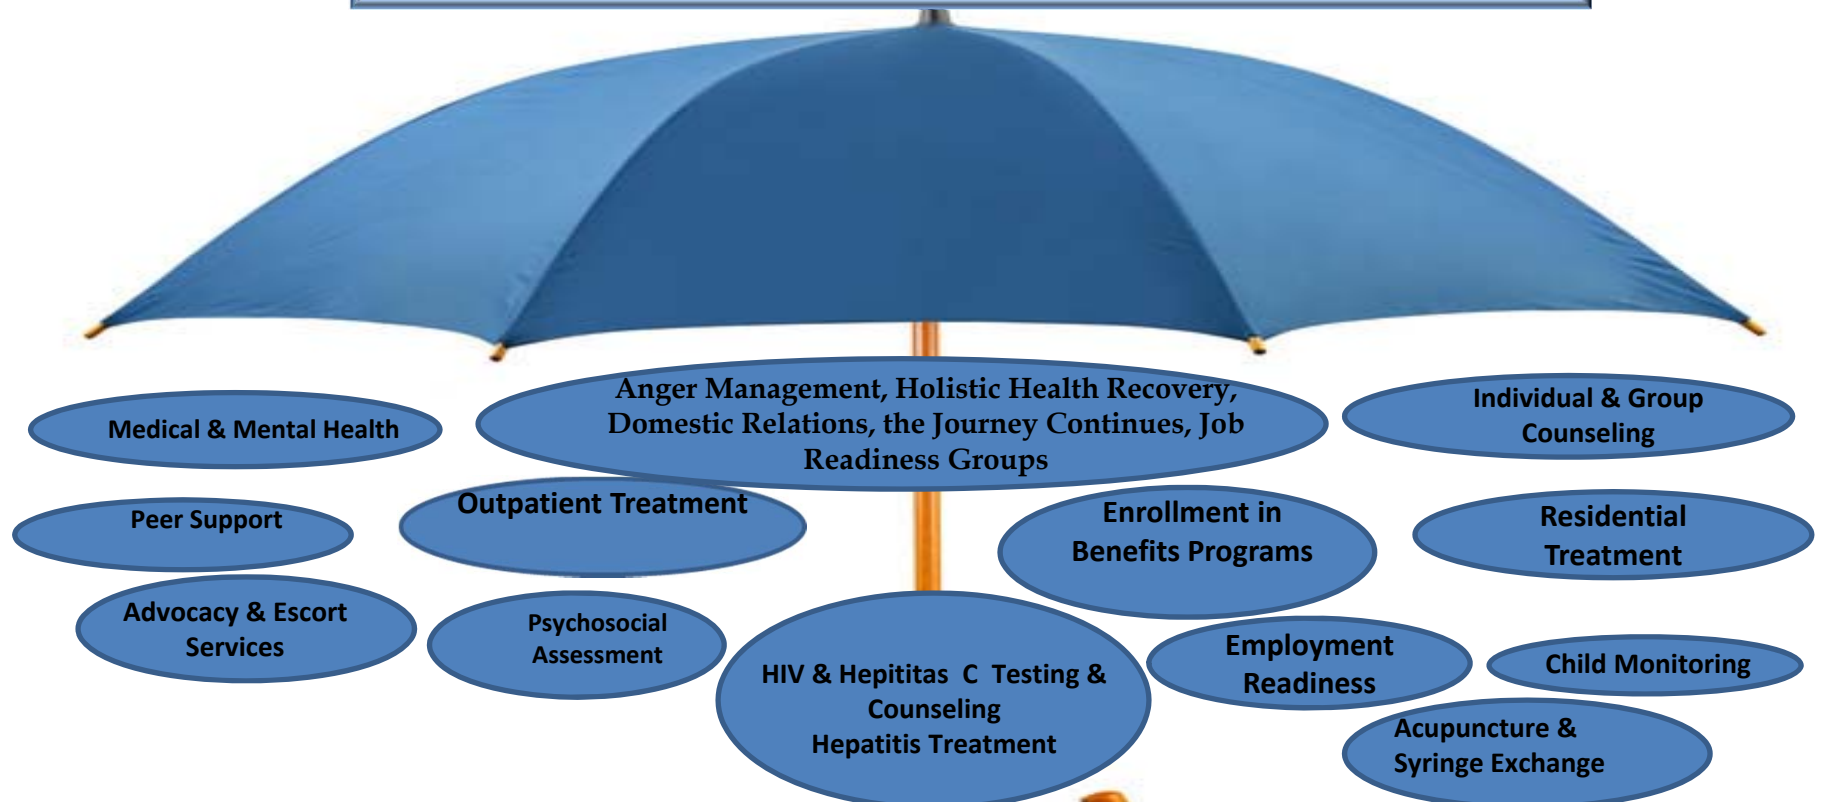 Anger Management, Holistic Health Recovery,
Domestic Relations, the Journey Continues, Job
Readiness Groups
Medical & Mental Health
Individual & Group
Counseling
Peer Support
Outpatient Treatment
Enrollment in
Benefits Programs
Residential
Treatment
Advocacy & Escort
Services
Psychosocial
Assessment
HIV & Hepititas C Testing &
Counseling
Hepatitis Treatment
Employment
Readiness
Child Monitoring
Acupuncture &
Syringe Exchange